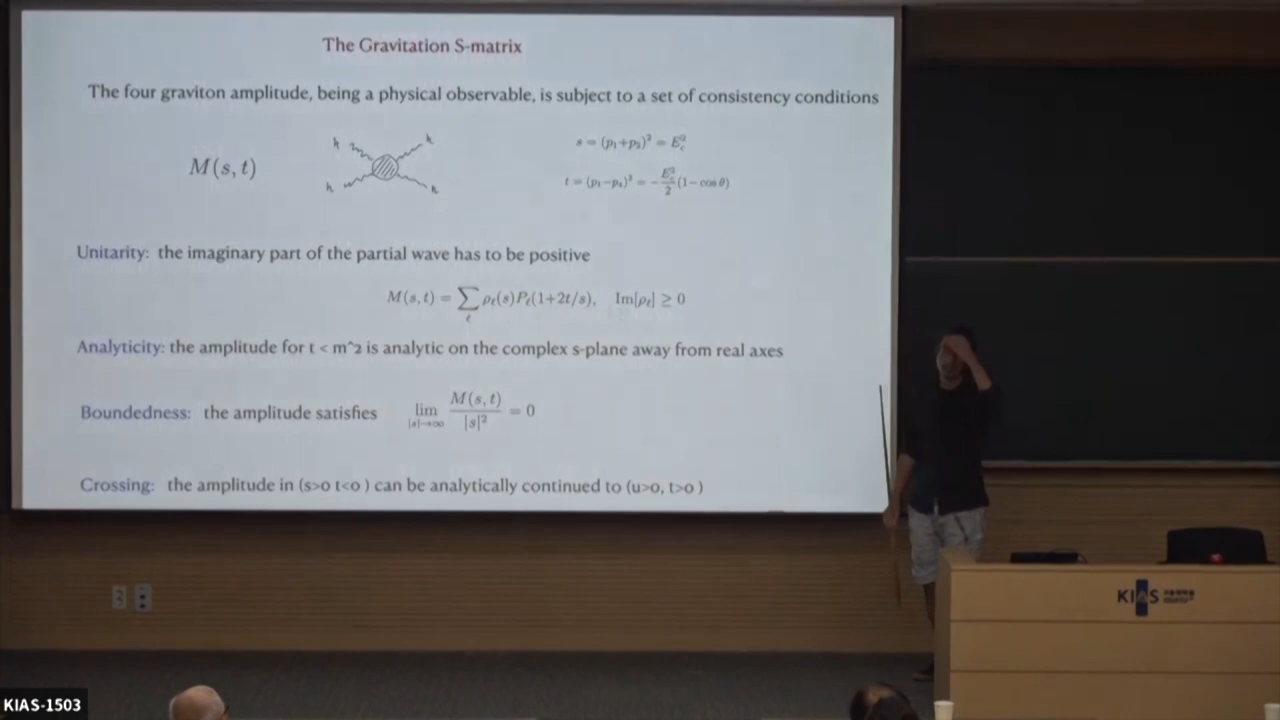 The Gravitation S-matrix
The four graviton amplitude, being a physical observable, is subject to a set of consistency conditions
M(s, t)
h h h h
s = (p₁+p₂)² = E꜀²
t = (p₁−p₄)² = −E꜀²/2 (1−cos θ)
Unitarity: the imaginary part of the partial wave has to be positive
M(s, t) = ∑_ℓ ρ_ℓ(s)P_ℓ(1+2t/s), Im[ρ_ℓ] ≥ 0
Analyticity: the amplitude for t < m^2 is analytic on the complex s-plane away from real axes
Boundedness: the amplitude satisfies lim_{|s|→∞} M(s, t)/|s|² = 0
Crossing: the amplitude in (s>0 t<0 ) can be analytically continued to (u>0, t>0 )
KIAS
KIAS-1503